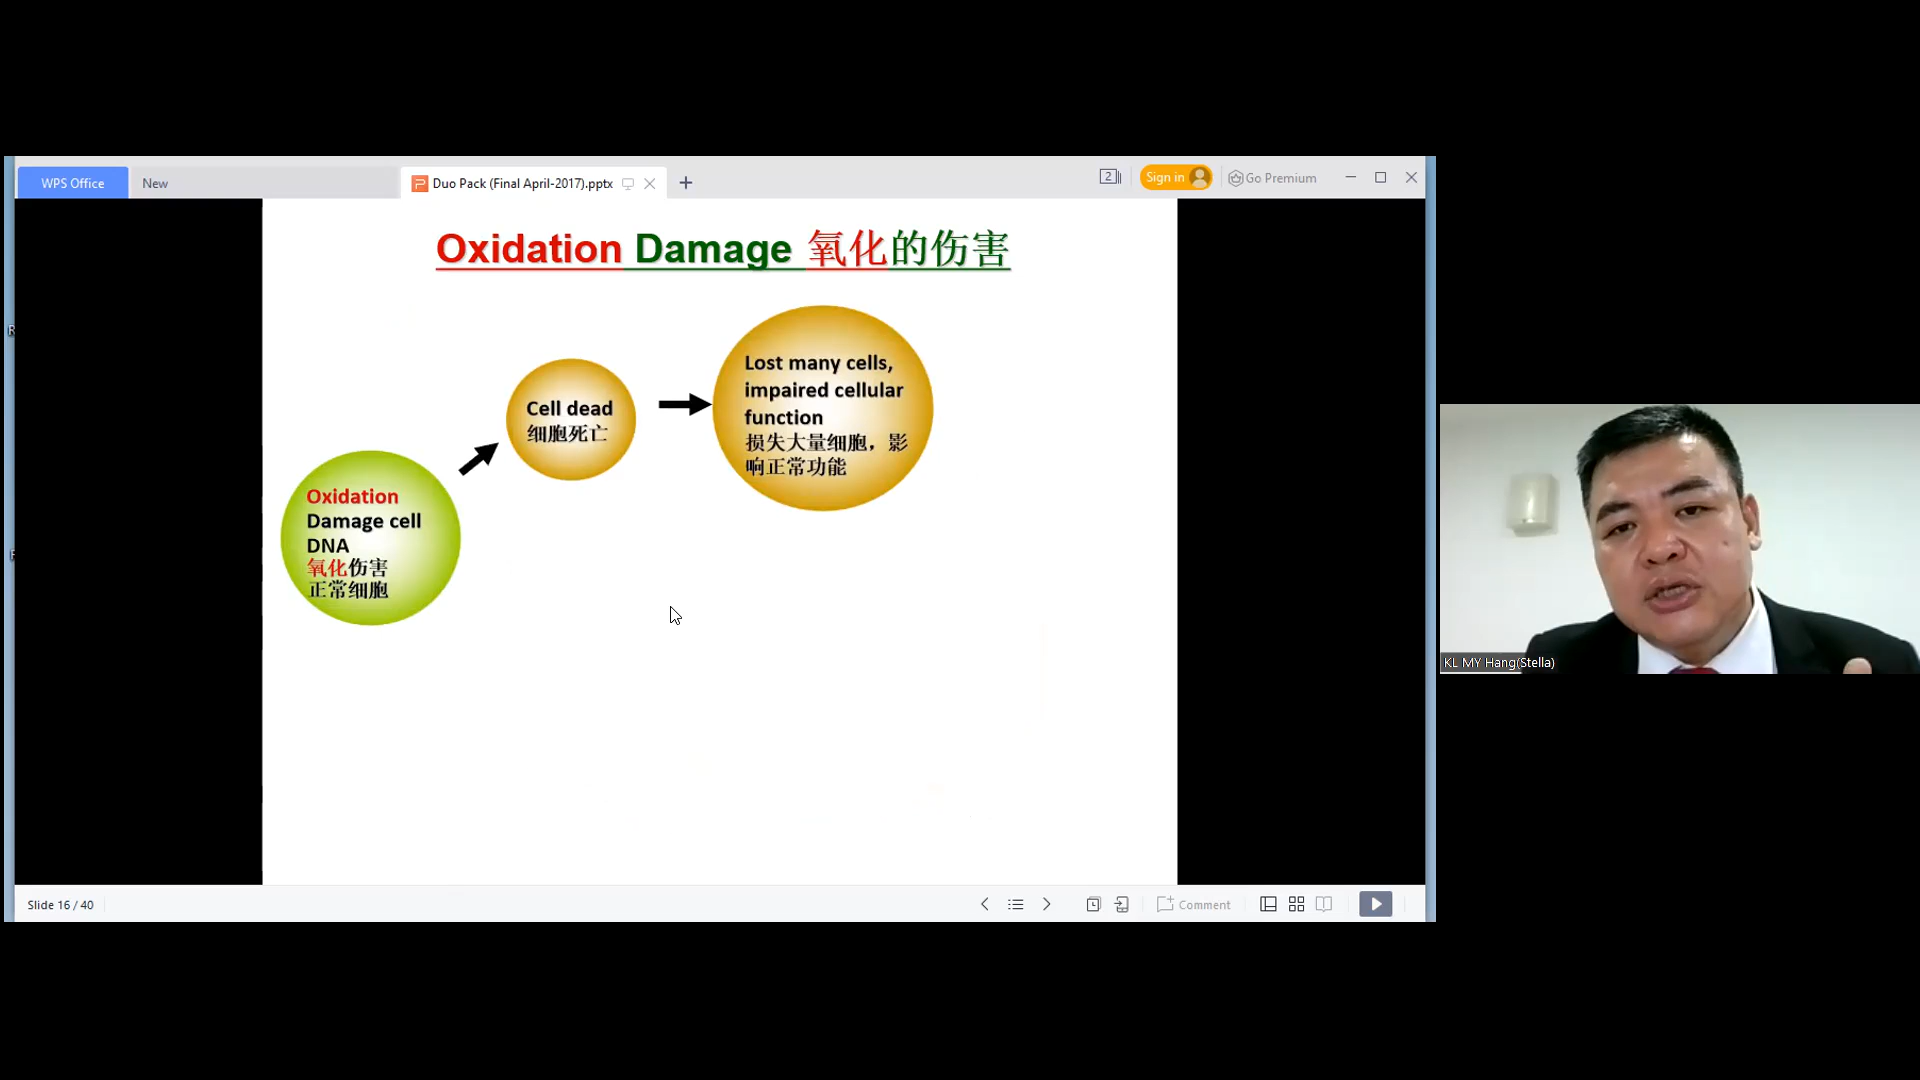 WPS Office
New
Duo Pack (Final April-2017).pptx
2
Sign in
Go Premium
Oxidation Damage 氧化的伤害
Oxidation
Damage cell
DNA
氧化伤害
正常细胞
Cell dead
细胞死亡
Lost many cells,
impaired cellular
function
损失大量细胞，影
响正常功能
KL MY Hang(Stella)
Slide 16 / 40
Comment